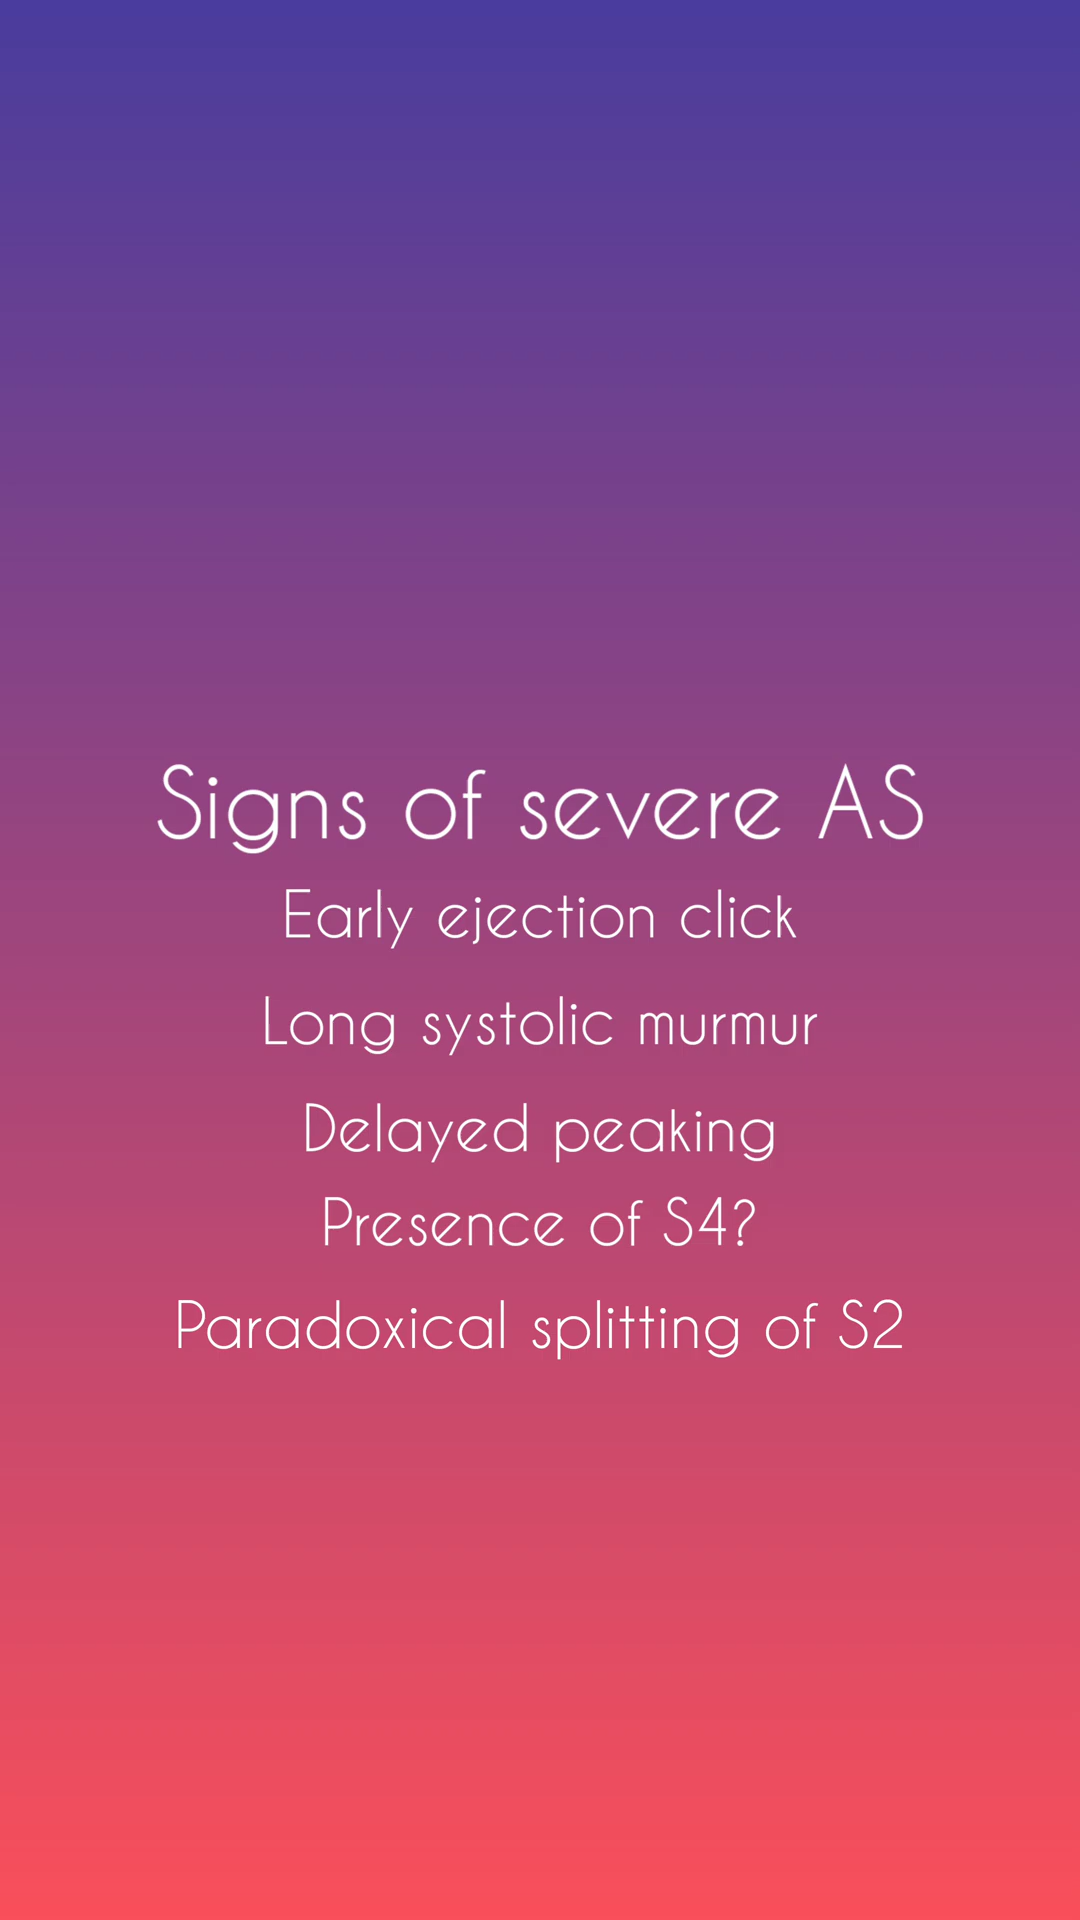 Signs of severe AS
Early ejection click
Long systolic murmur
Delayed peaking
Presence of S4?
Paradoxical splitting of S2